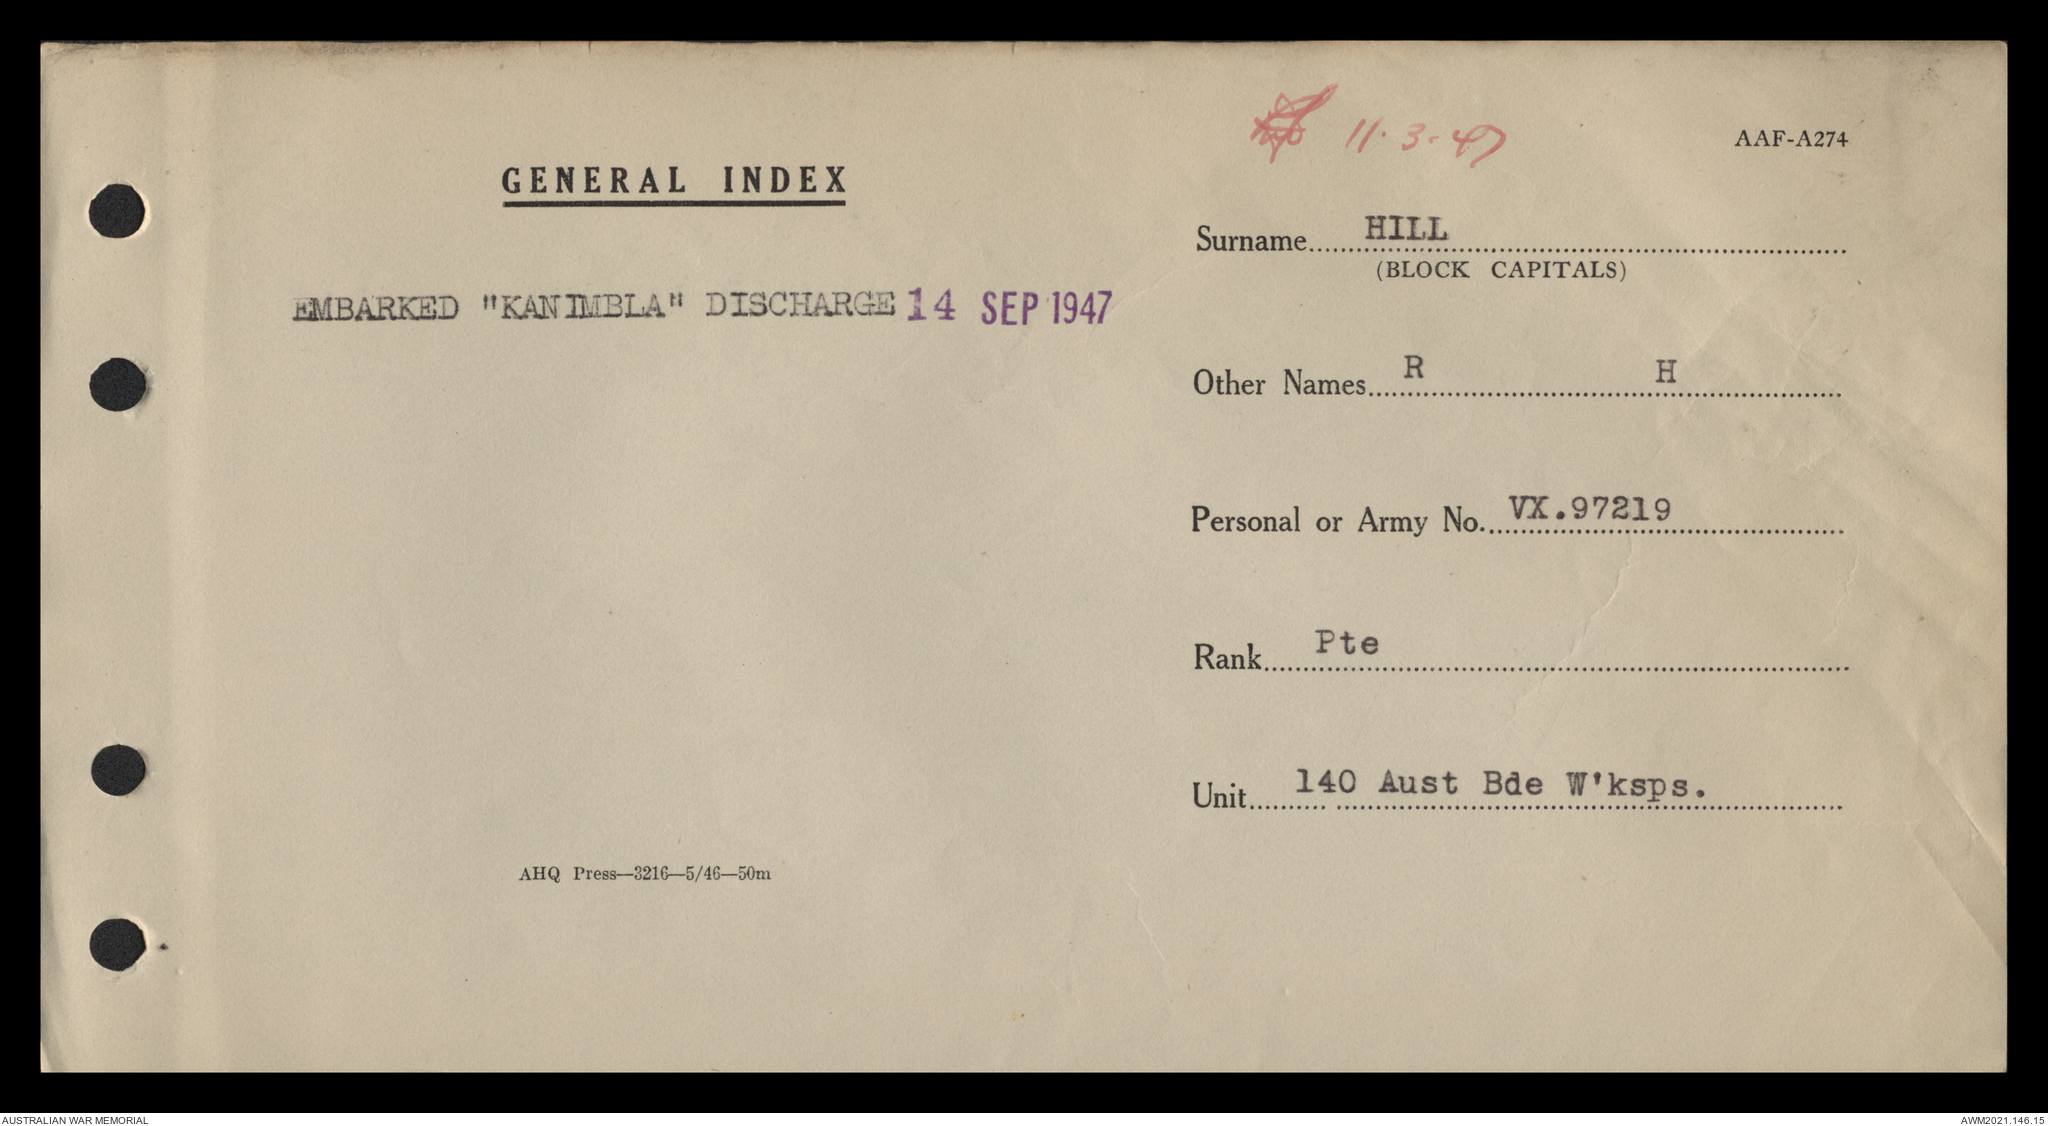 11.3.47
AAF-A274
GENERAL INDEX
Surname HILL
(BLOCK CAPITALS)
EMBARKED "KANIMBLA" DISCHARGE 14 SEP 1947
Other Names R H
Personal or Army No. VX.97219
Rank Pte
Unit 140 Aust Bde W'ksps.
AHQ Press—3216—5/46—50m
AUSTRALIAN WAR MEMORIAL
AWM2021.146.15